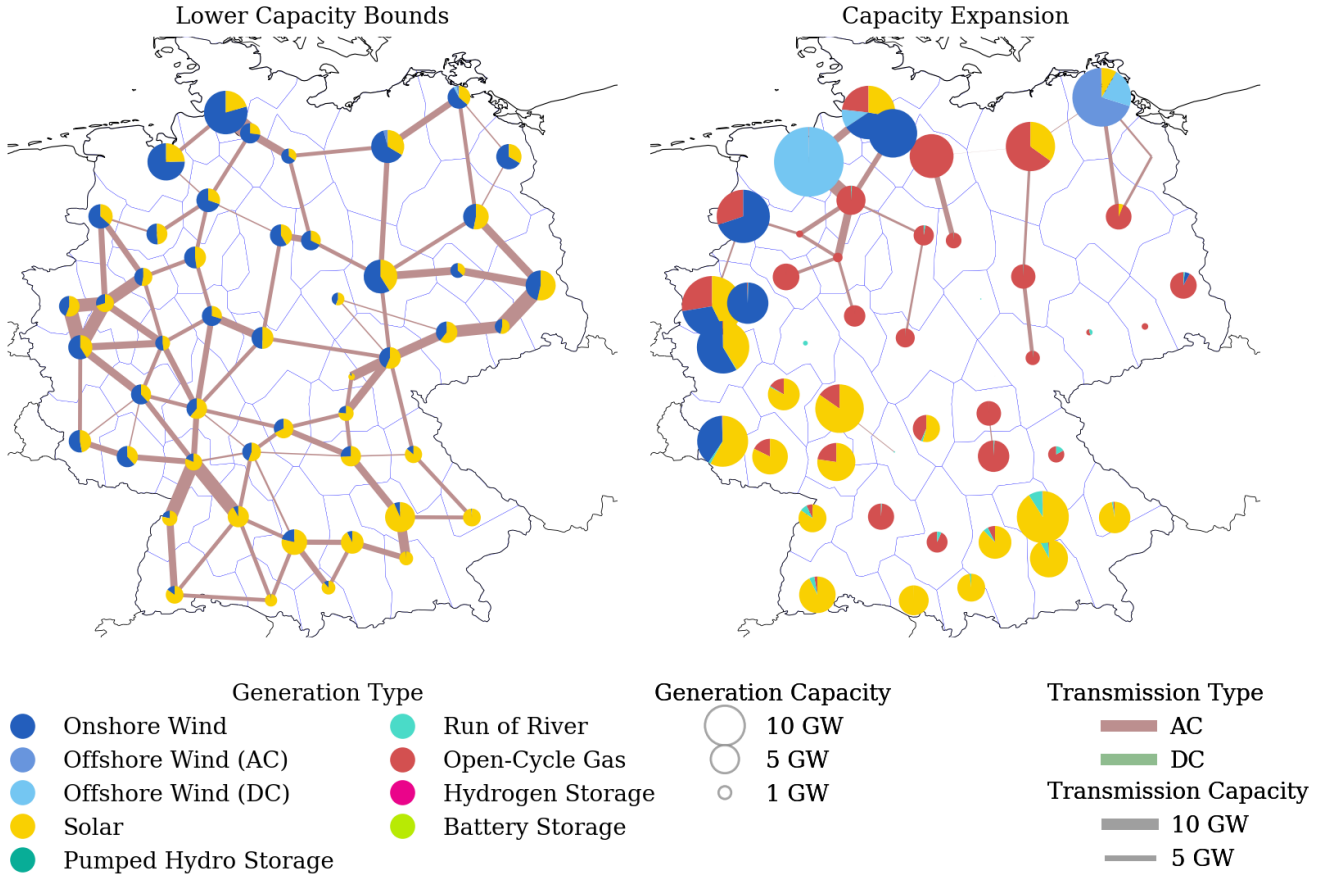 Lower Capacity Bounds
Capacity Expansion
Generation Type
Onshore Wind
Offshore Wind (AC)
Offshore Wind (DC)
Solar
Pumped Hydro Storage
Run of River
Open-Cycle Gas
Hydrogen Storage
Battery Storage
Generation Capacity
10 GW
5 GW
1 GW
Transmission Type
AC
DC
Transmission Capacity
10 GW
5 GW